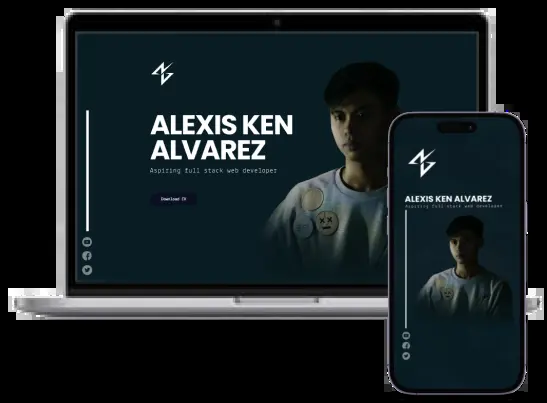 ALEXIS KEN
ALVAREZ
Aspiring full stack web developer
Download CV
ALEXIS KEN ALVAREZ
Aspiring full stack web developer